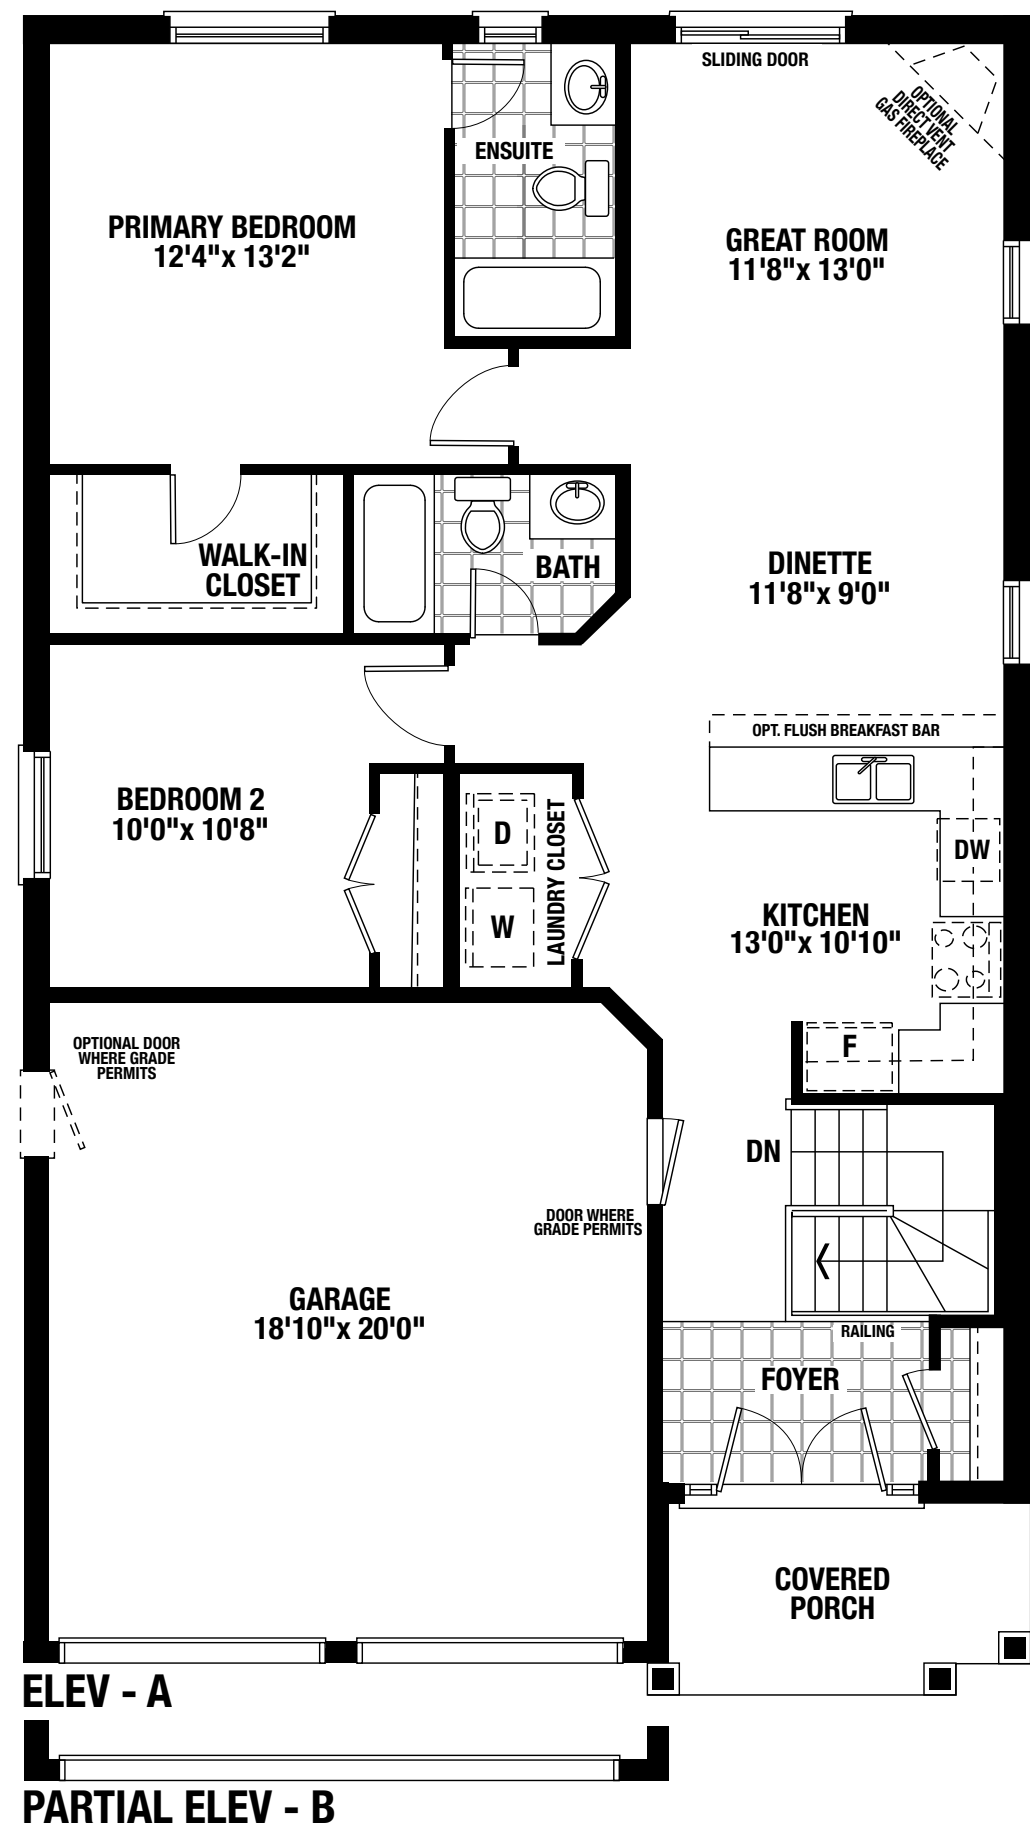 SLIDING DOOR
OPTIONAL
DIRECT VENT
GAS FIREPLACE
ENSUITE
PRIMARY BEDROOM
12'4"x 13'2"
GREAT ROOM
11'8"x 13'0"
WALK-IN
CLOSET
BATH
DINETTE
11'8"x 9'0"
OPT. FLUSH BREAKFAST BAR
BEDROOM 2
10'0"x 10'8"
D
W
LAUNDRY CLOSET
DW
KITCHEN
13'0"x 10'10"
F
OPTIONAL DOOR
WHERE GRADE
PERMITS
DN
DOOR WHERE
GRADE PERMITS
GARAGE
18'10"x 20'0"
RAILING
FOYER
COVERED
PORCH
ELEV - A
PARTIAL ELEV - B